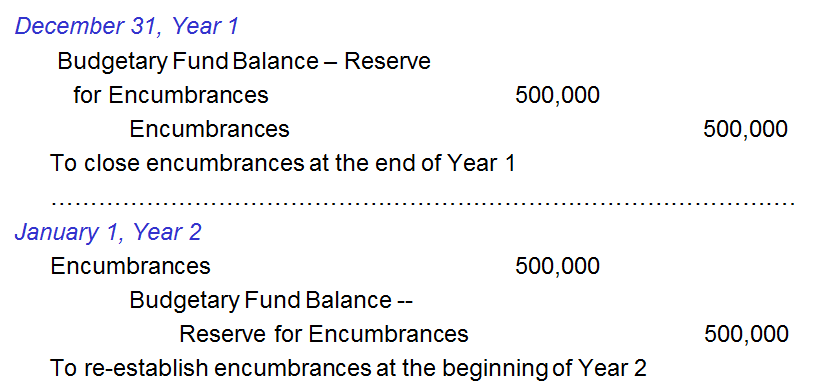 December 31, Year 1
Budgetary Fund Balance – Reserve
for Encumbrances 500,000
Encumbrances 500,000
To close encumbrances at the end of Year 1
…………………………………………………………………………………
January 1, Year 2
Encumbrances 500,000
Budgetary Fund Balance --
Reserve for Encumbrances 500,000
To re-establish encumbrances at the beginning of Year 2